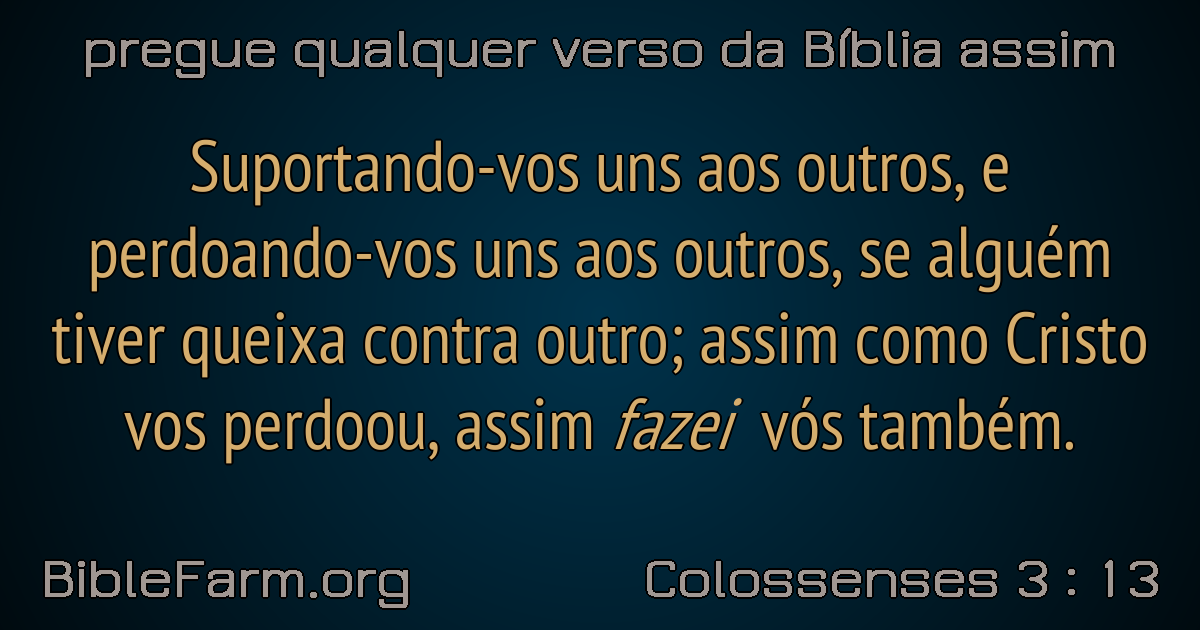 pregue qualquer verso da Bíblia assim
Suportando-vos uns aos outros, e
perdoando-vos uns aos outros, se alguém
tiver queixa contra outro; assim como Cristo
vos perdoou, assim fazei vós também.
BibleFarm.org
Colossenses 3 : 13